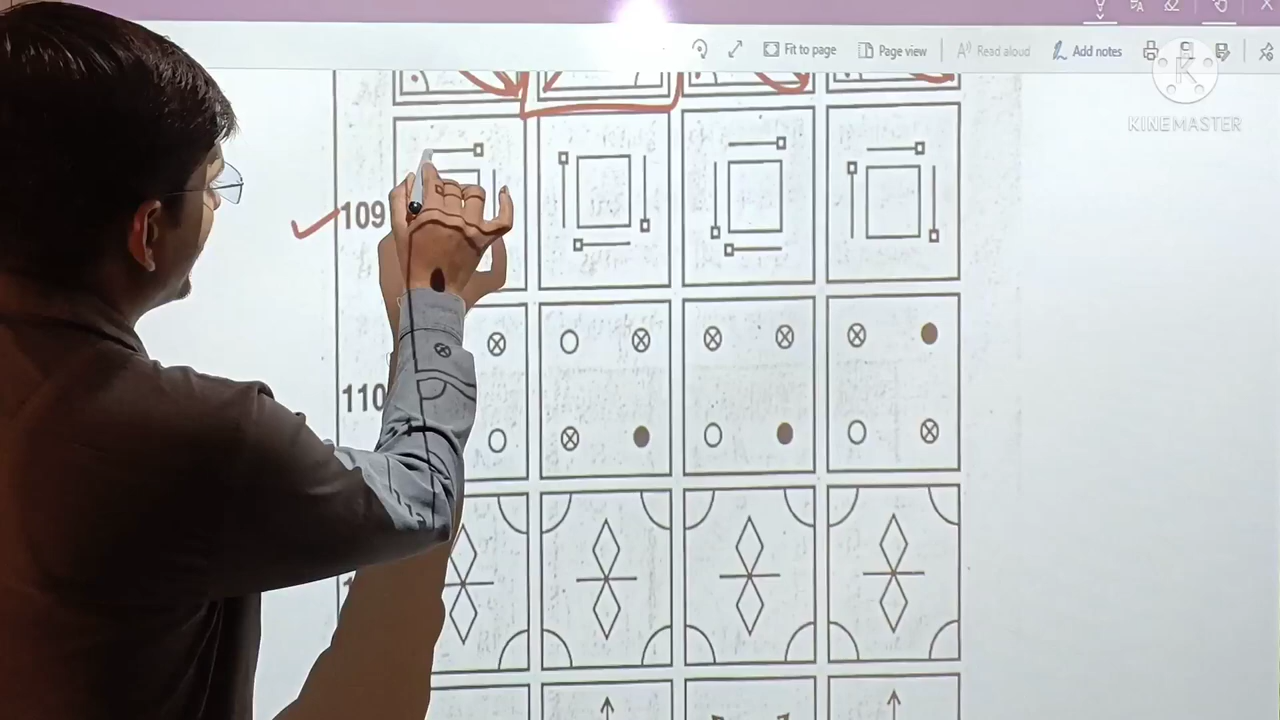 Fit to page
Page view
Read aloud
Add notes
K
KINEMASTER
109
110